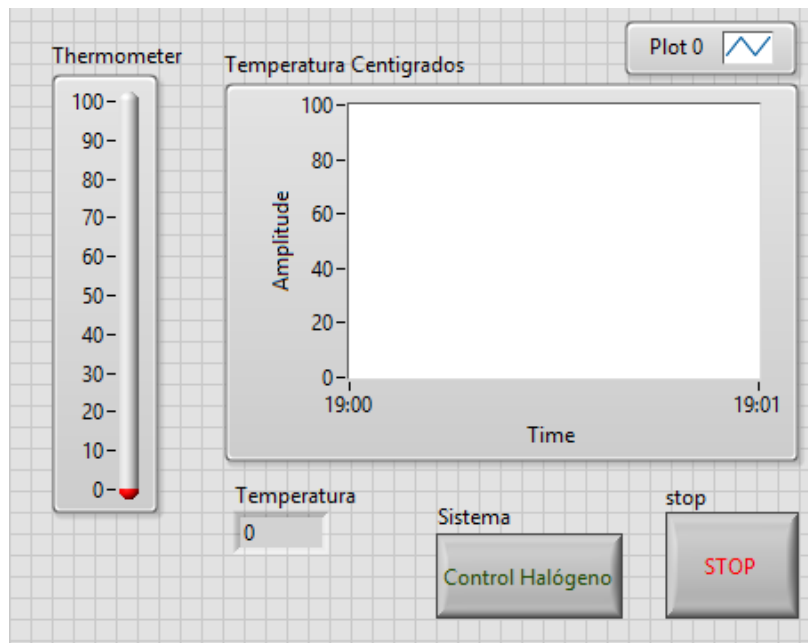 Thermometer
100
90
80
70
60
50
40
30
20
10
0
Temperatura Centigrados
Plot 0
Amplitude
100
80
60
40
20
0
19:00
19:01
Time
Temperatura
0
Sistema
Control Halógeno
stop
STOP